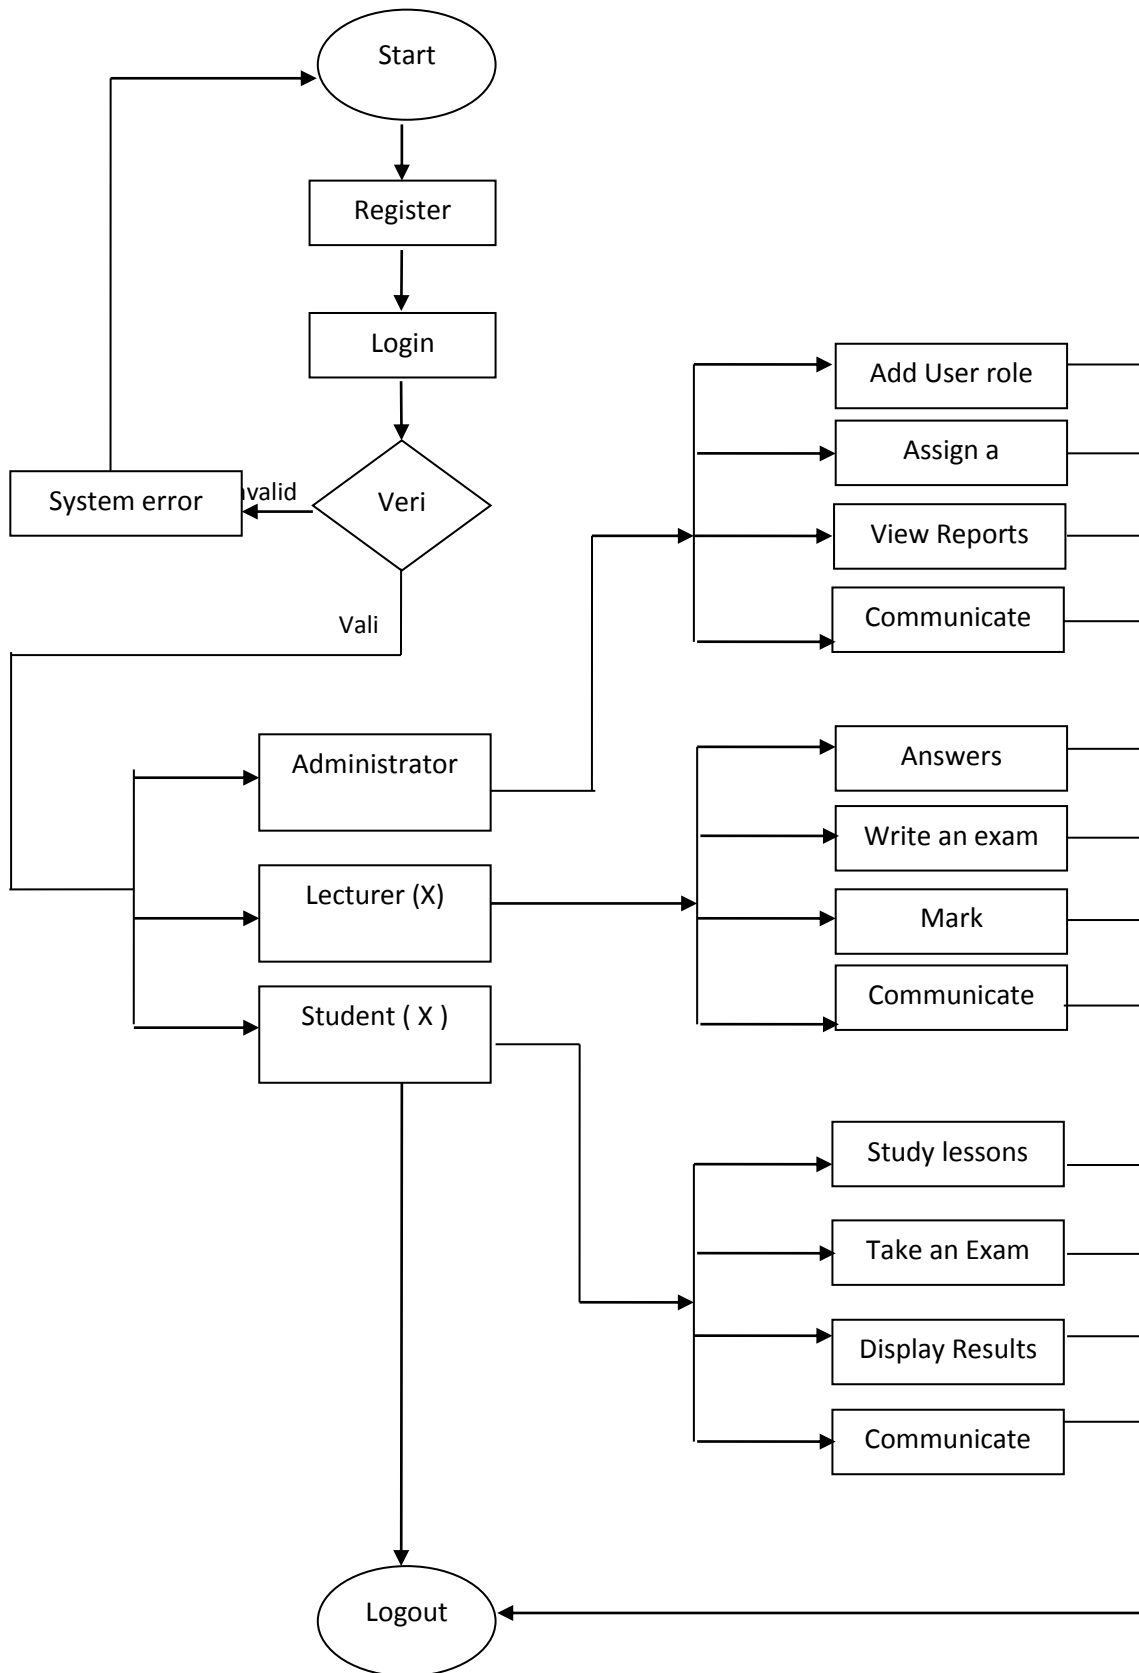 Start
Register
Login
Veri
nvalid
System error
Vali
Administrator
Lecturer (X)
Student ( X )
Add User role
Assign a
View Reports
Communicate
Answers
Write an exam
Mark
Communicate
Study lessons
Take an Exam
Display Results
Communicate
Logout